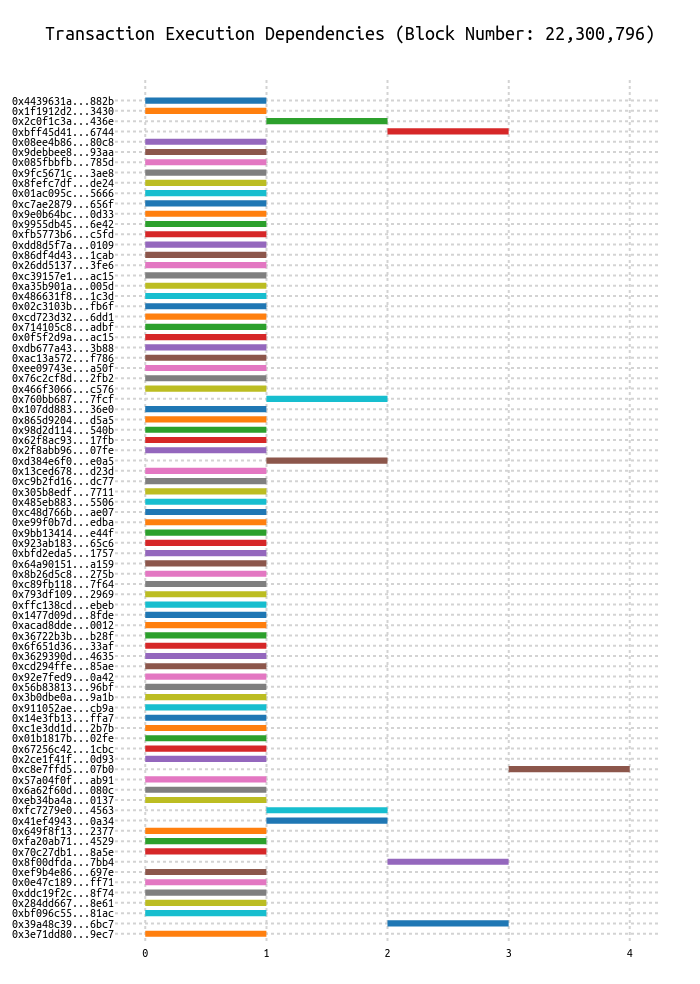 Transaction Execution Dependencies (Block Number: 22,300,796)
0x4439631a...882b
0x1f1912d2...3430
0x2c0f1c3a...436e
0xbff45d41...6744
0x08ee4b86...80c8
0x9debbee8...93aa
0x085fbbfb...785d
0x9fc5671c...3ae8
0x8fefc7df...de24
0x01ac095c...5666
0xc7ae2879...656f
0x9e0b64bc...0d33
0x9955db45...6e42
0xfb5773b6...c5fd
0xdd8d5f7a...0109
0x86df4d43...1cab
0x26dd5137...3fe6
0xc39157e1...ac15
0xa35b901a...005d
0x486631f8...1c3d
0x02c3103b...fb6f
0xcd723d32...6dd1
0x714105c8...adbf
0x0f5f2d9a...ac15
0xdb677a43...3b88
0xac13a572...f786
0xee09743e...a50f
0x76c2cf8d...2fb2
0x466f3066...c576
0x760bb687...7fcf
0x107dd883...36e0
0x865d9204...d5a5
0x98d2d114...540b
0x62f8ac93...17fb
0x2f8abb96...07fe
0xd384e6f0...e0a5
0x13ced678...d23d
0xc9b2fd16...dc77
0x305b8edf...7711
0x485eb883...5506
0xc48d766b...ae07
0xe99f0b7d...edba
0x9bb13414...e44f
0x923ab183...65c6
0xbfd2eda5...1757
0x64a90151...a159
0x8b26d5c8...275b
0xc89fb118...7f64
0x793df109...2969
0xffc138cd...ebeb
0x1477d09d...8fde
0xacad8dde...0012
0x36722b3b...b28f
0x6f651d36...33af
0x3629390d...4635
0xcd294ffe...85ae
0x92e7fed9...0a42
0x56b83813...96bf
0x3b0dbe0a...9a1b
0x911052ae...cb9a
0x14e3fb13...ffa7
0xc1e3dd1d...2b7b
0x01b1817b...02fe
0x67256c42...1cbc
0x2ce1f41f...0d93
0xc8e7ffd5...07b0
0x57a04f0f...ab91
0x6a62f60d...080c
0xeb34ba4a...0137
0xfc7279e0...4563
0x41ef4943...0a34
0x649f8f13...2377
0xfa20ab71...4529
0x70c27db1...8a5e
0x8f00dfda...7bb4
0xef9b4e86...697e
0x0e47c189...ff71
0xddc19f2c...8f74
0x284dd667...8e61
0xbf096c55...81ac
0x39a48c39...6bc7
0x3e71dd80...9ec7
0 1 2 3 4